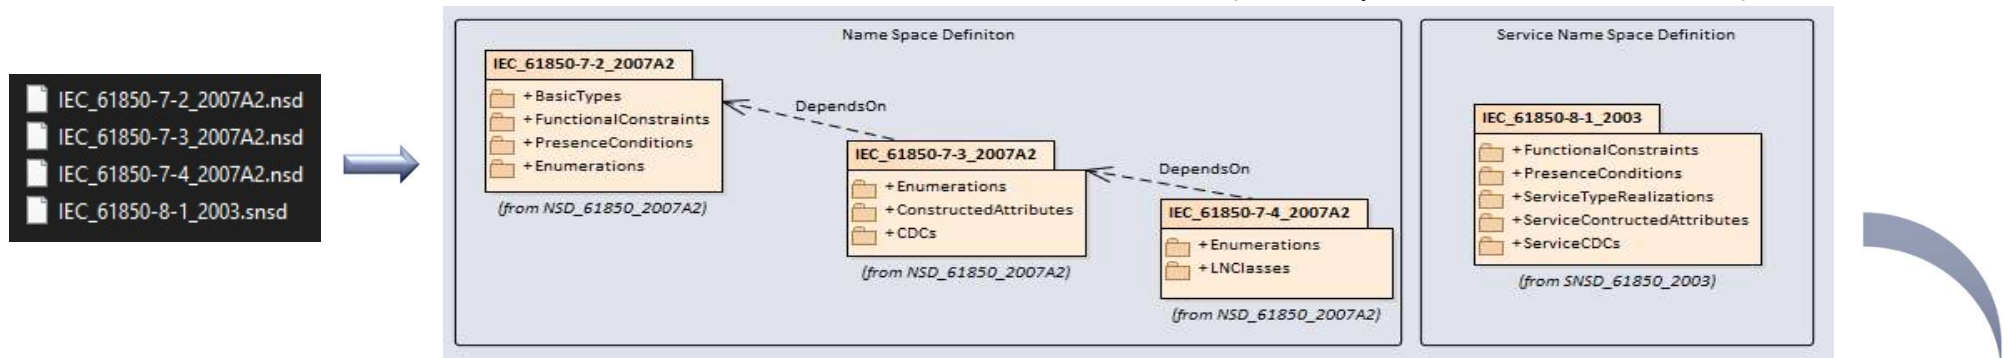 IEC_61850-7-2_2007A2.nsd
IEC_61850-7-3_2007A2.nsd
IEC_61850-7-4_2007A2.nsd
IEC_61850-8-1_2003.snsd
Name Space Definiton
IEC_61850-7-2_2007A2
+BasicTypes
+FunctionalConstraints
+PresenceConditions
+Enumerations
(from NSD_61850_2007A2)
DependsOn
IEC_61850-7-3_2007A2
+Enumerations
+ConstructedAttributes
+CDCs
(from NSD_61850_2007A2)
DependsOn
IEC_61850-7-4_2007A2
+Enumerations
+LNClasses
(from NSD_61850_2007A2)
Service Name Space Definition
IEC_61850-8-1_2003
+FunctionalConstraints
+PresenceConditions
+ServiceTypeRealizations
+ServiceContructedAttributes
+ServiceCDCs
(from SNSD_61850_2003)